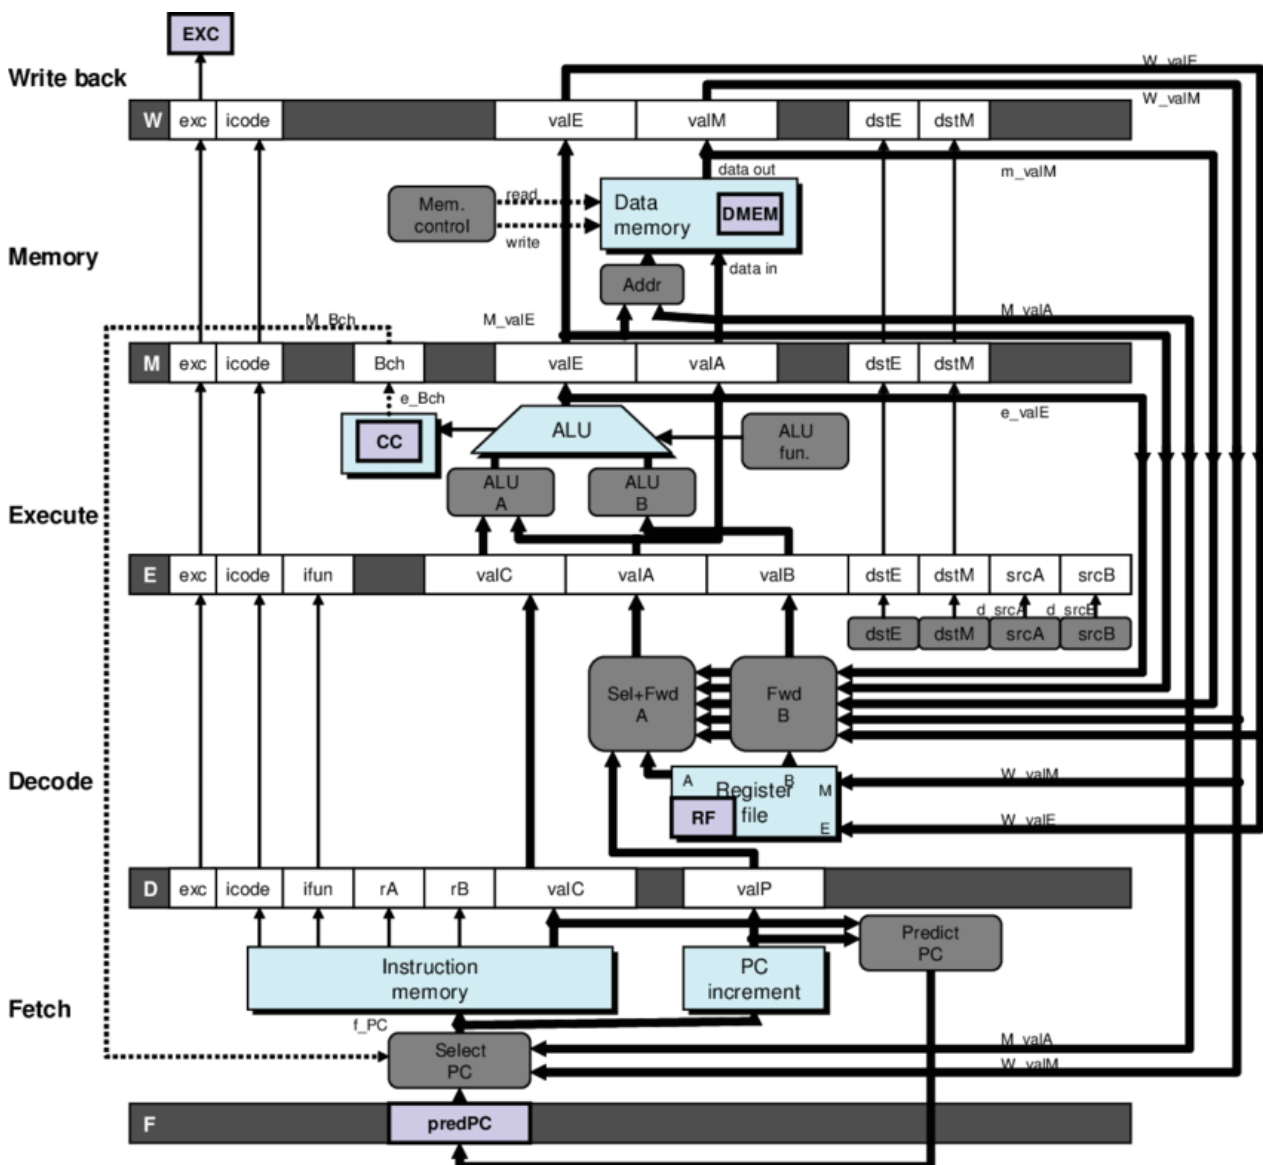 EXC
W_valE
Write back
W_valM
W exc icode valE valM dstE dstM
data out
m_valM
read
Mem.
control
Data
memory
DMEM
write
Memory
data in
Addr
M_Bch
M_valE
M_valA
M exc icode Bch valE valA dstE dstM
e_Bch
e_valE
CC
ALU
ALU
fun.
ALU
A
ALU
B
Execute
E exc icode ifun valC valA valB dstE dstM srcA srcB
d_srcA d_srcB
dstE dstM srcA srcB
Sel+Fwd
A
Fwd
B
Decode
A B
Register
file
M
E
RF
W_valM
W_valE
D exc icode ifun rA rB valC valP
Predict
PC
Instruction
memory
PC
increment
Fetch
f_PC
Select
PC
M_valA
W_valM
F predPC